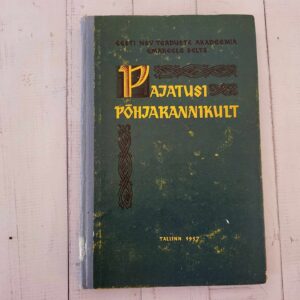 EESTI NSV TEADUSTE AKADEEMIA
EMAKEELE SELTS
PAJATUSI
PÕHJARANNIKULT
TALLINN 1957